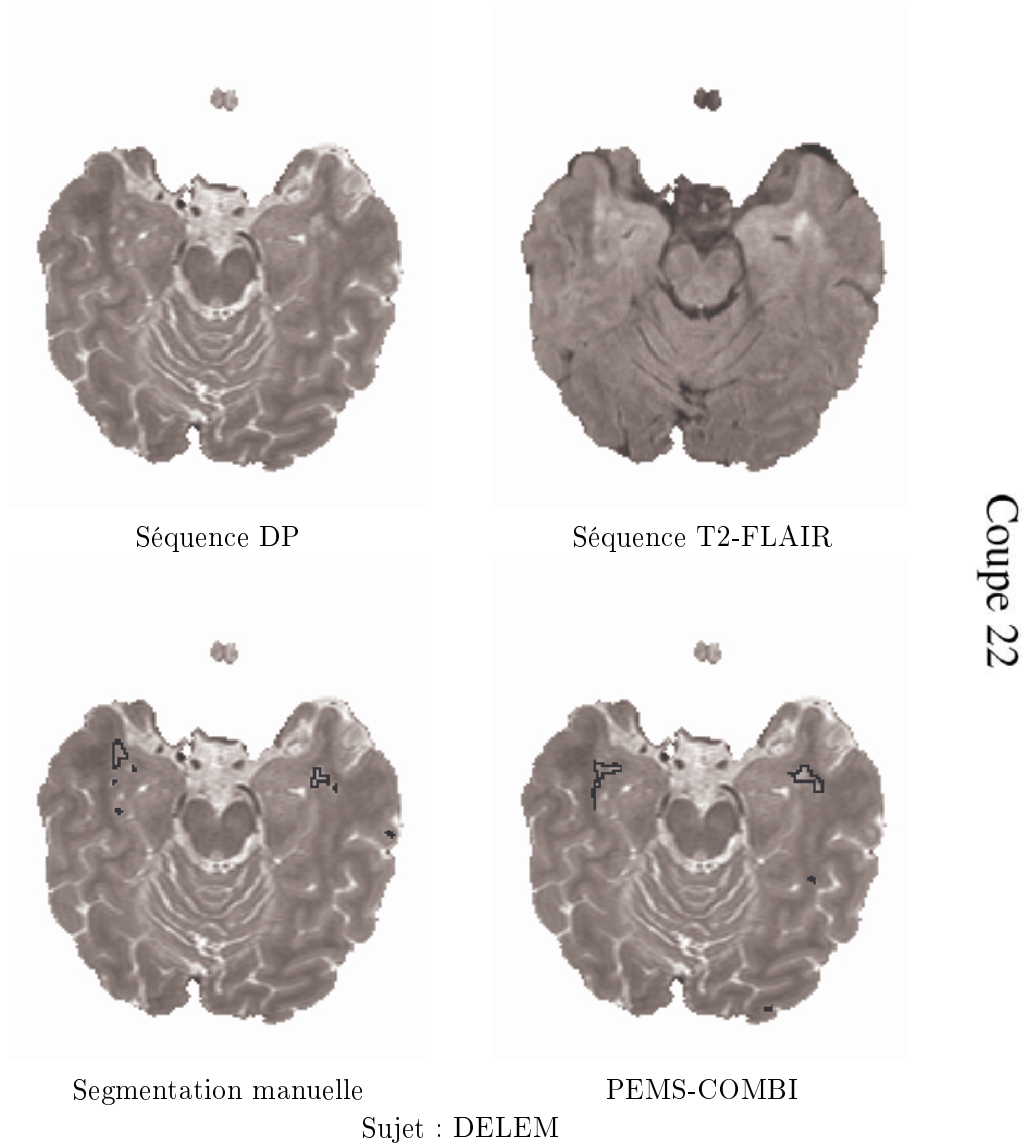 Séquence DP
Séquence T2-FLAIR
Coupe 22
Segmentation manuelle
PEMS-COMBI
Sujet : DELEM